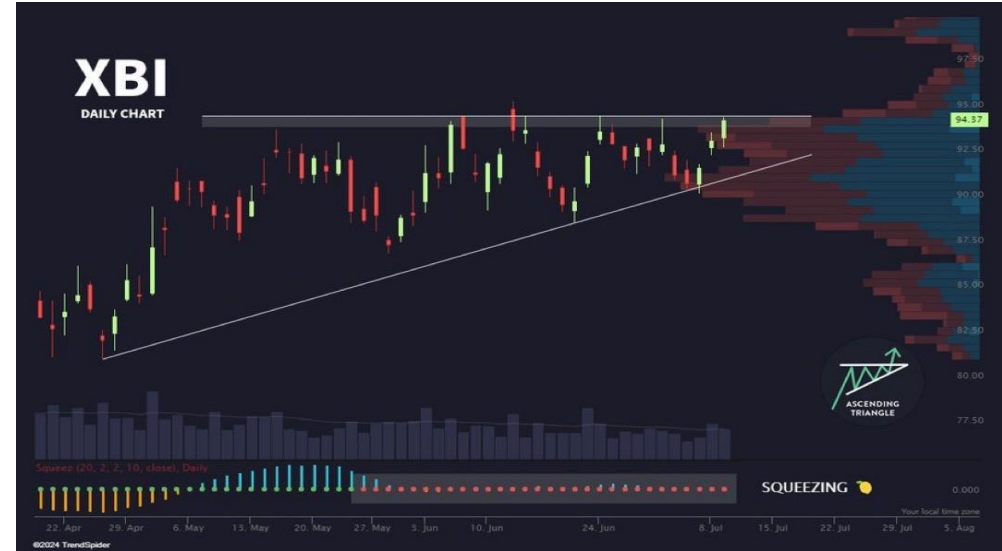 XBI
DAILY CHART
97.50
95.00
94.37
92.50
90.00
87.50
85.00
82.50
80.00
77.50
ASCENDING
TRIANGLE
Squeez (20, 2, 2, 10, close), Daily
SQUEEZING 🍋
0.000
Your local time zone
22. Apr 29. Apr 6. May 13. May 20. May 27. May 3. Jun 10. Jun 24. Jun 8. Jul 15. Jul 22. Jul 29. Jul 5. Aug
©2024 TrendSpider